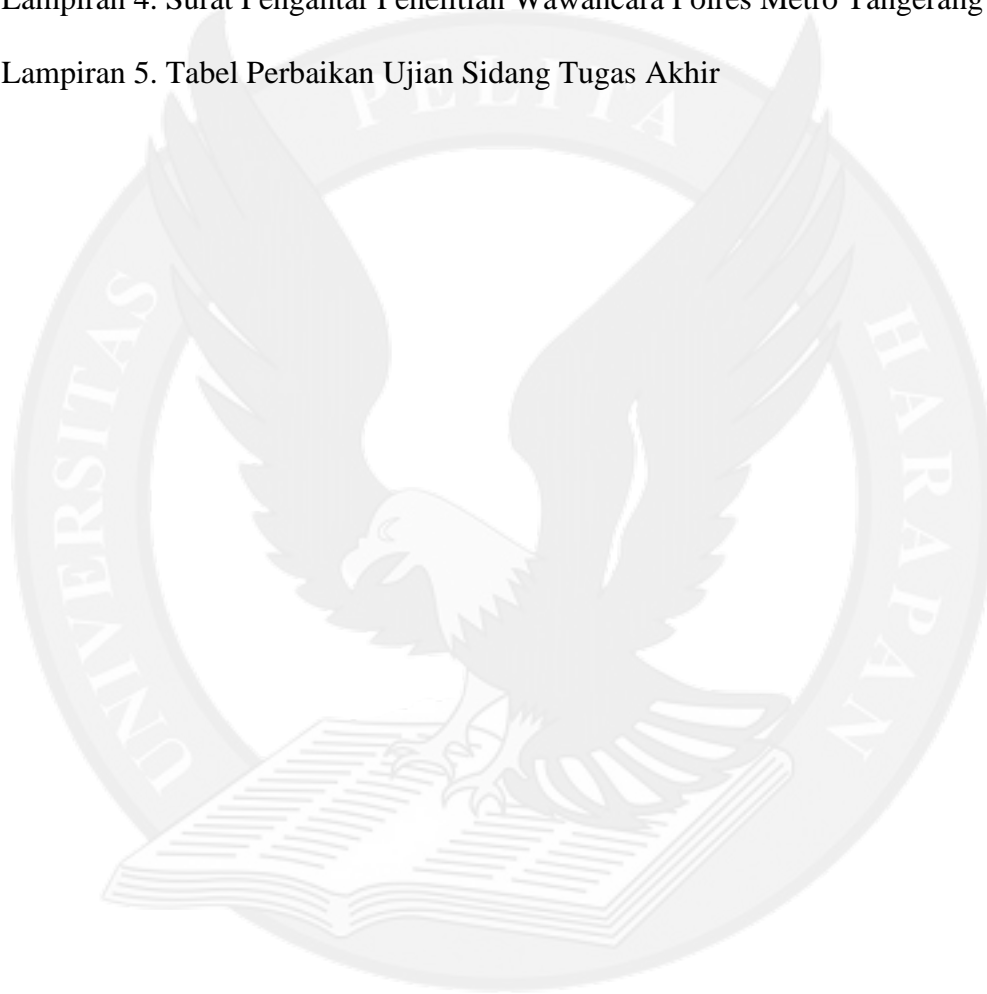 Lampiran 4. Surat Pengantar Penelitian Wawancara Polres Metro Tangerang
Lampiran 5. Tabel Perbaikan Ujian Sidang Tugas Akhir
UNIVERSITAS PELITA HARAPAN